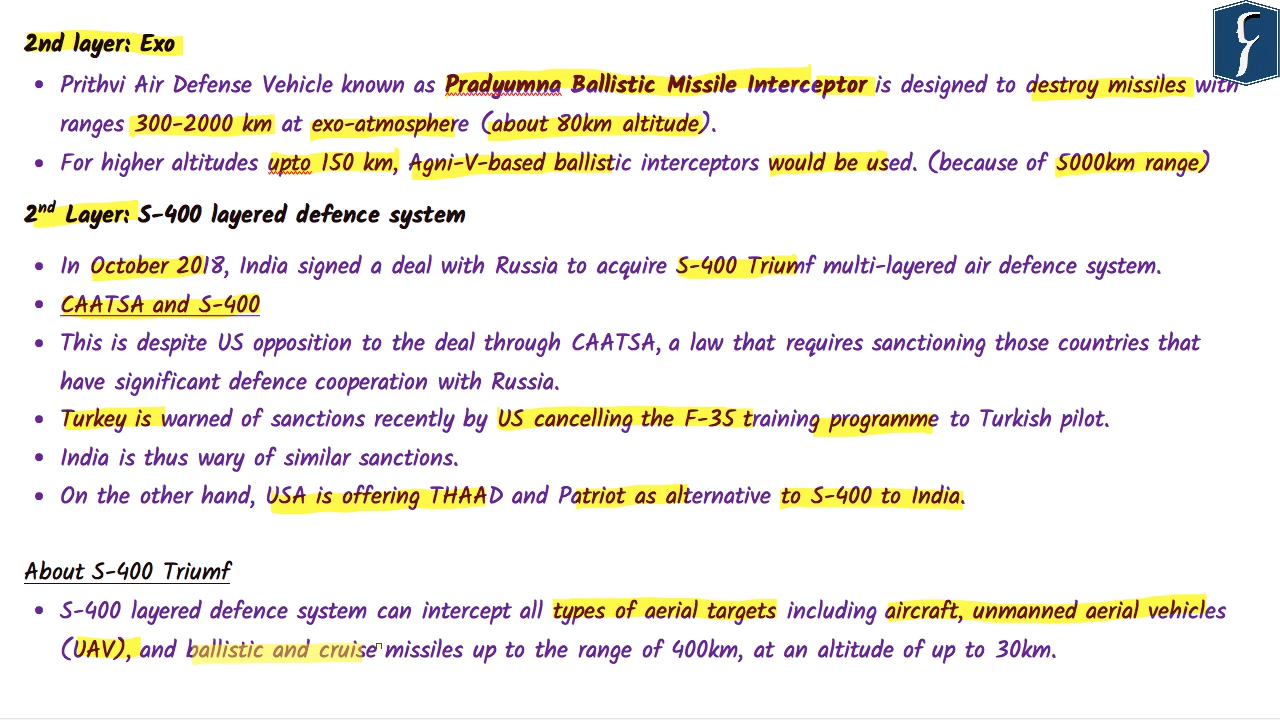 2nd layer: Exo
• Prithvi Air Defense Vehicle known as Pradyumna Ballistic Missile Interceptor is designed to destroy missiles with
ranges 300-2000 km at exo-atmosphere (about 80km altitude).
• For higher altitudes upto 150 km, Agni-V-based ballistic interceptors would be used. (because of 5000km range)
2nd Layer: S-400 layered defence system
• In October 2018, India signed a deal with Russia to acquire S-400 Triumf multi-layered air defence system.
• CAATSA and S-400
• This is despite US opposition to the deal through CAATSA, a law that requires sanctioning those countries that
have significant defence cooperation with Russia.
• Turkey is warned of sanctions recently by US cancelling the F-35 training programme to Turkish pilot.
• India is thus wary of similar sanctions.
• On the other hand, USA is offering THAAD and Patriot as alternative to S-400 to India.
About S-400 Triumf
• S-400 layered defence system can intercept all types of aerial targets including aircraft, unmanned aerial vehicles
(UAV), and ballistic and cruise missiles up to the range of 400km, at an altitude of up to 30km.